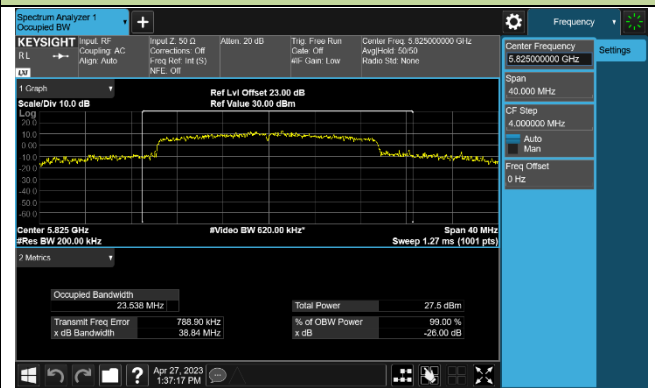 Spectrum Analyzer 1
Occupied BW
Frequency
KEYSIGHT
RL
Input: RF
Coupling: AC
Align: Auto
Input Z: 50 Ω
Corrections: Off
Freq Ref: Int (S)
NFE: Off
Atten: 20 dB
Trig: Free Run
Gate: Off
#IF Gain: Low
Center Freq: 5.825000000 GHz
Avg|Hold: 50/50
Radio Std: None
LXI
Center Frequency
5.825000000 GHz
Settings
Span
40.000 MHz
CF Step
4.000000 MHz
Auto
Man
Freq Offset
0 Hz
1 Graph
Scale/Div 10.0 dB
Ref Lvl Offset 23.00 dB
Ref Value 30.00 dBm
Log
20.0
10.0
0.00
-10.0
-20.0
-30.0
-40.0
-50.0
-60.0
Center 5.825 GHz
#Res BW 200.00 kHz
#Video BW 620.00 kHz*
Span 40 MHz
Sweep 1.27 ms (1001 pts)
2 Metrics
Occupied Bandwidth
23.538 MHz
Total Power
27.5 dBm
Transmit Freq Error
788.90 kHz
% of OBW Power
99.00 %
x dB Bandwidth
38.84 MHz
x dB
-26.00 dB
?
Apr 27, 2023
1:37:17 PM